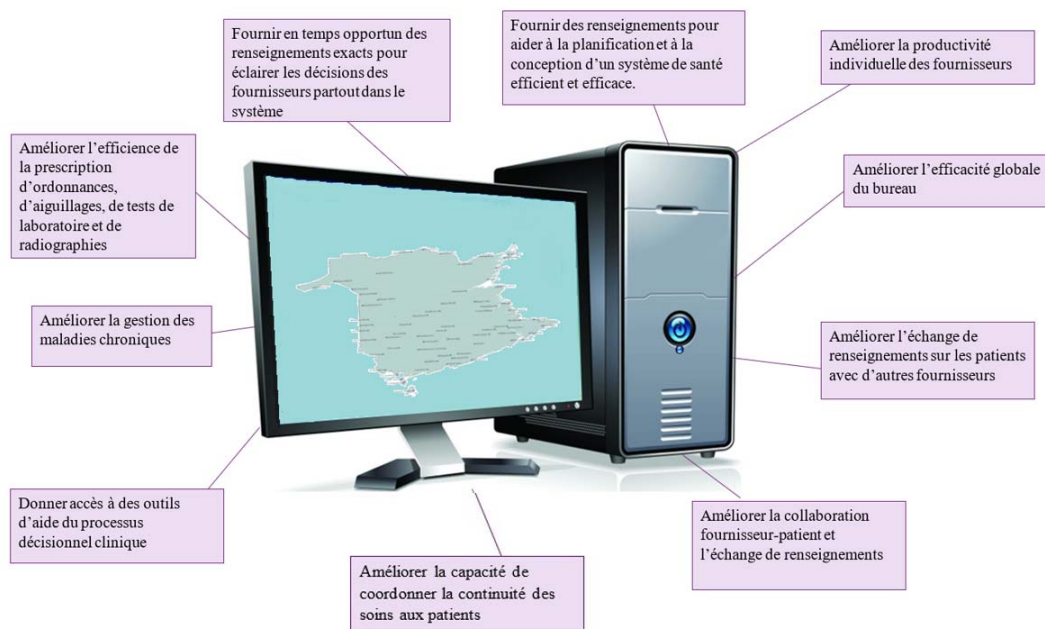 Fournir en temps opportun des
renseignements exacts pour
éclairer les décisions des
fournisseurs partout dans le
système
Fournir des renseignements pour
aider à la planification et à la
conception d’un système de santé
efficient et efficace.
Améliorer la productivité
individuelle des fournisseurs
Améliorer l’efficience de
la prescription
d’ordonnances,
d’aiguillages, de tests de
laboratoire et de
radiographies
Améliorer l’efficacité globale
du bureau
Améliorer la gestion des
maladies chroniques
Améliorer l’échange de
renseignements sur les patients
avec d’autres fournisseurs
Donner accès à des outils
d’aide du processus
décisionnel clinique
Améliorer la capacité de
coordonner la continuité des
soins aux patients
Améliorer la collaboration
fournisseur-patient et
l’échange de renseignements